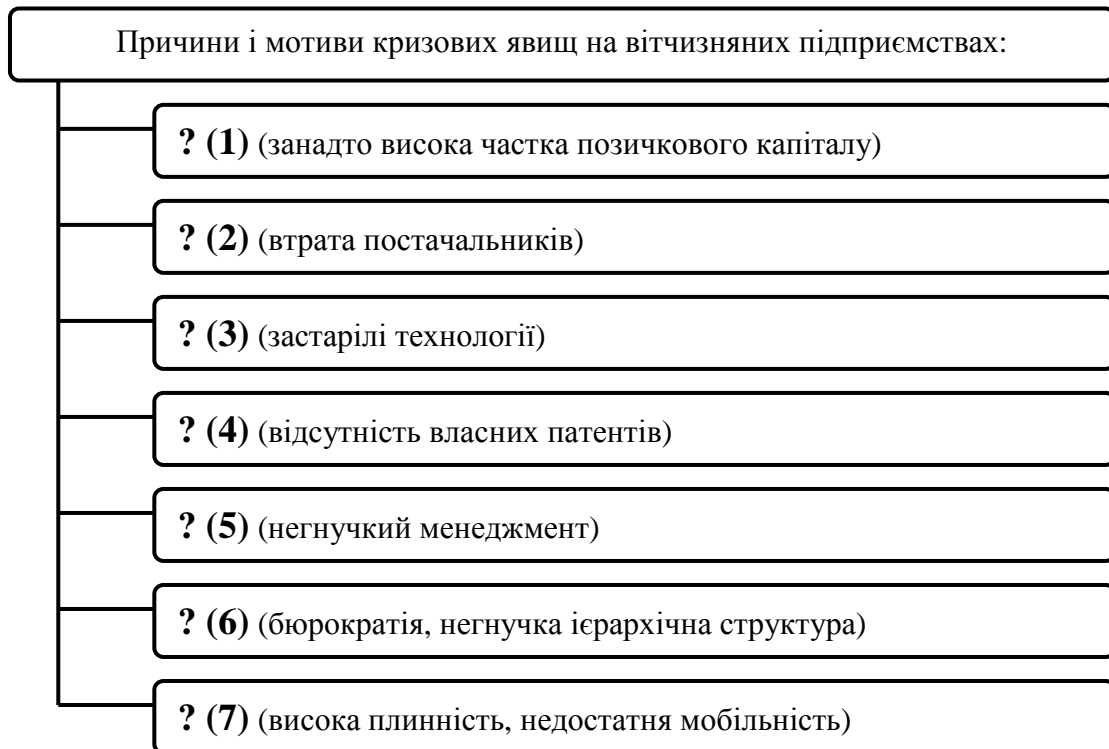 Причини і мотиви кризових явищ на вітчизняних підприємствах:
? (1) (занадто висока частка позичкового капіталу)
? (2) (втрата постачальників)
? (3) (застарілі технології)
? (4) (відсутність власних патентів)
? (5) (негнучкий менеджмент)
? (6) (бюрократія, негнучка ієрархічна структура)
? (7) (висока плинність, недостатня мобільність)